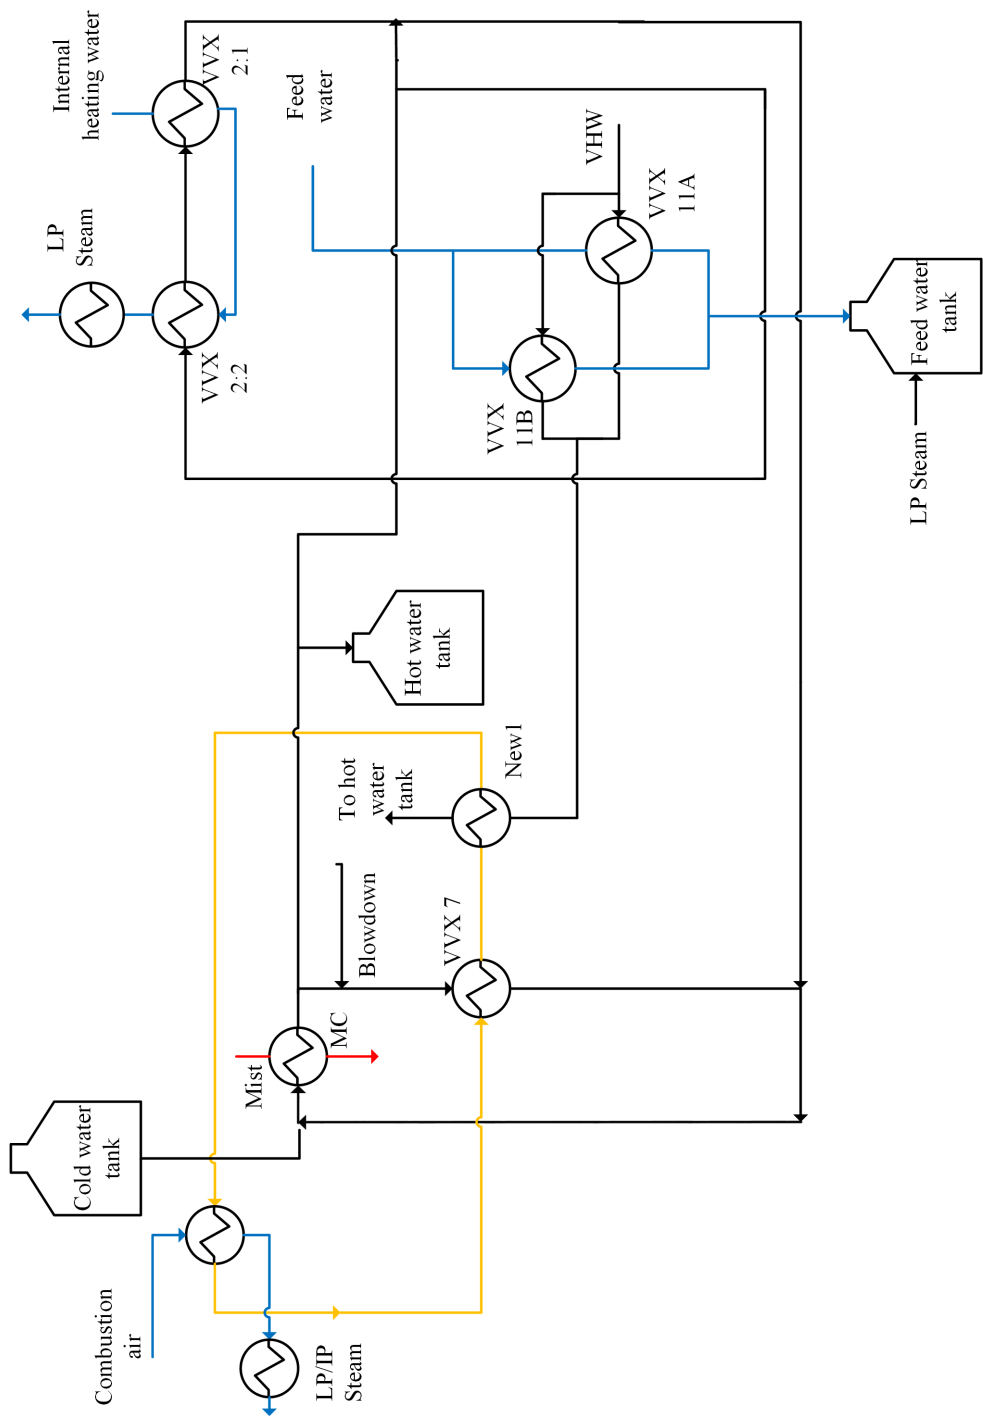 Cold water
tank
Combustion
air
LP/IP
Steam
Mist
MC
Blowdown
VVX 7
To hot
water
tank
New1
Hot water
tank
VVX
2:2
LP
Steam
VVX
2:1
Internal
heating water
Feed
water
VHW
VVX
11A
VVX
11B
LP Steam
Feed water
tank